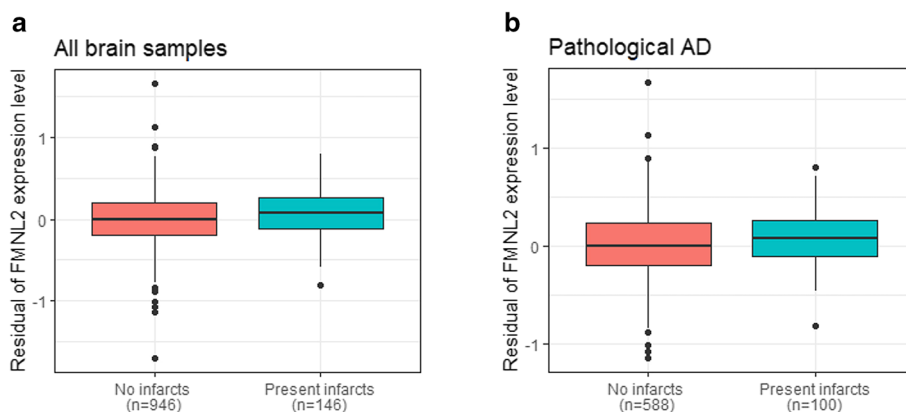 a
All brain samples
Residual of FMNL2 expression level
1
0
-1
No infarcts
(n=946)
Present infarcts
(n=146)
b
Pathological AD
Residual of FMNL2 expression level
1
0
-1
No infarcts
(n=588)
Present infarcts
(n=100)